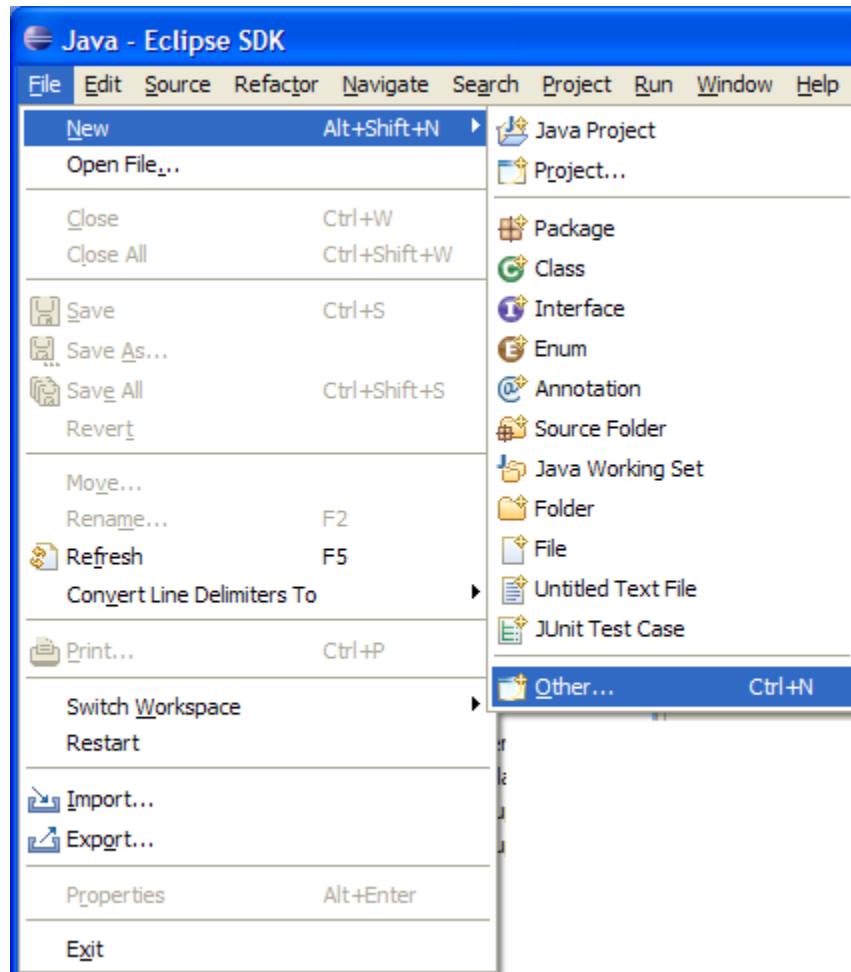 Java - Eclipse SDK
File Edit Source Refactor Navigate Search Project Run Window Help
New Alt+Shift+N
Open File...
Close Ctrl+W
Close All Ctrl+Shift+W
Save Ctrl+S
Save As...
Save All Ctrl+Shift+S
Revert
Move...
Rename... F2
Refresh F5
Convert Line Delimiters To
Print... Ctrl+P
Switch Workspace
Restart
Import...
Export...
Properties Alt+Enter
Exit
Java Project
Project...
Package
Class
Interface
Enum
Annotation
Source Folder
Java Working Set
Folder
File
Untitled Text File
JUnit Test Case
Other... Ctrl+N